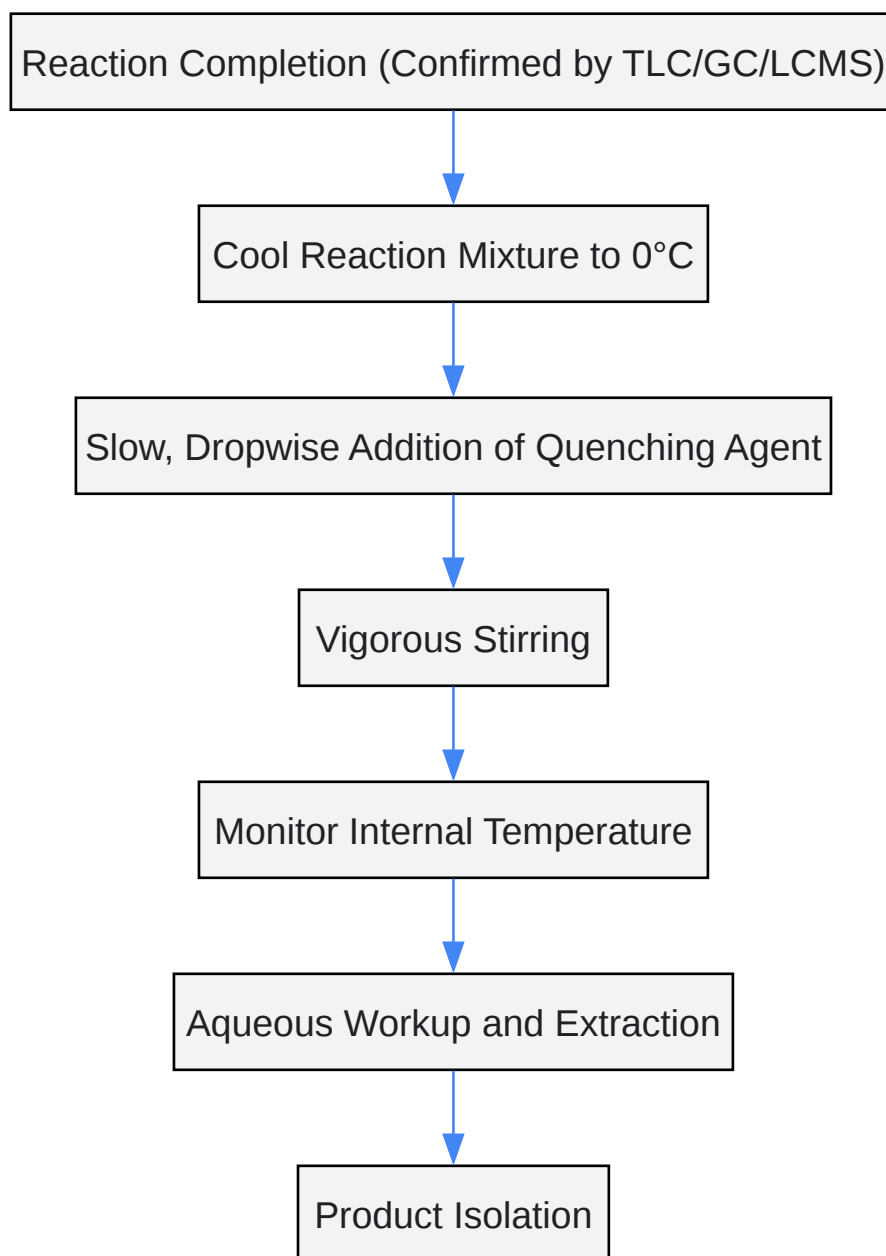 Reaction Completion (Confirmed by TLC/GC/LCMS)
Cool Reaction Mixture to 0°C
Slow, Dropwise Addition of Quenching Agent
Vigorous Stirring
Monitor Internal Temperature
Aqueous Workup and Extraction
Product Isolation